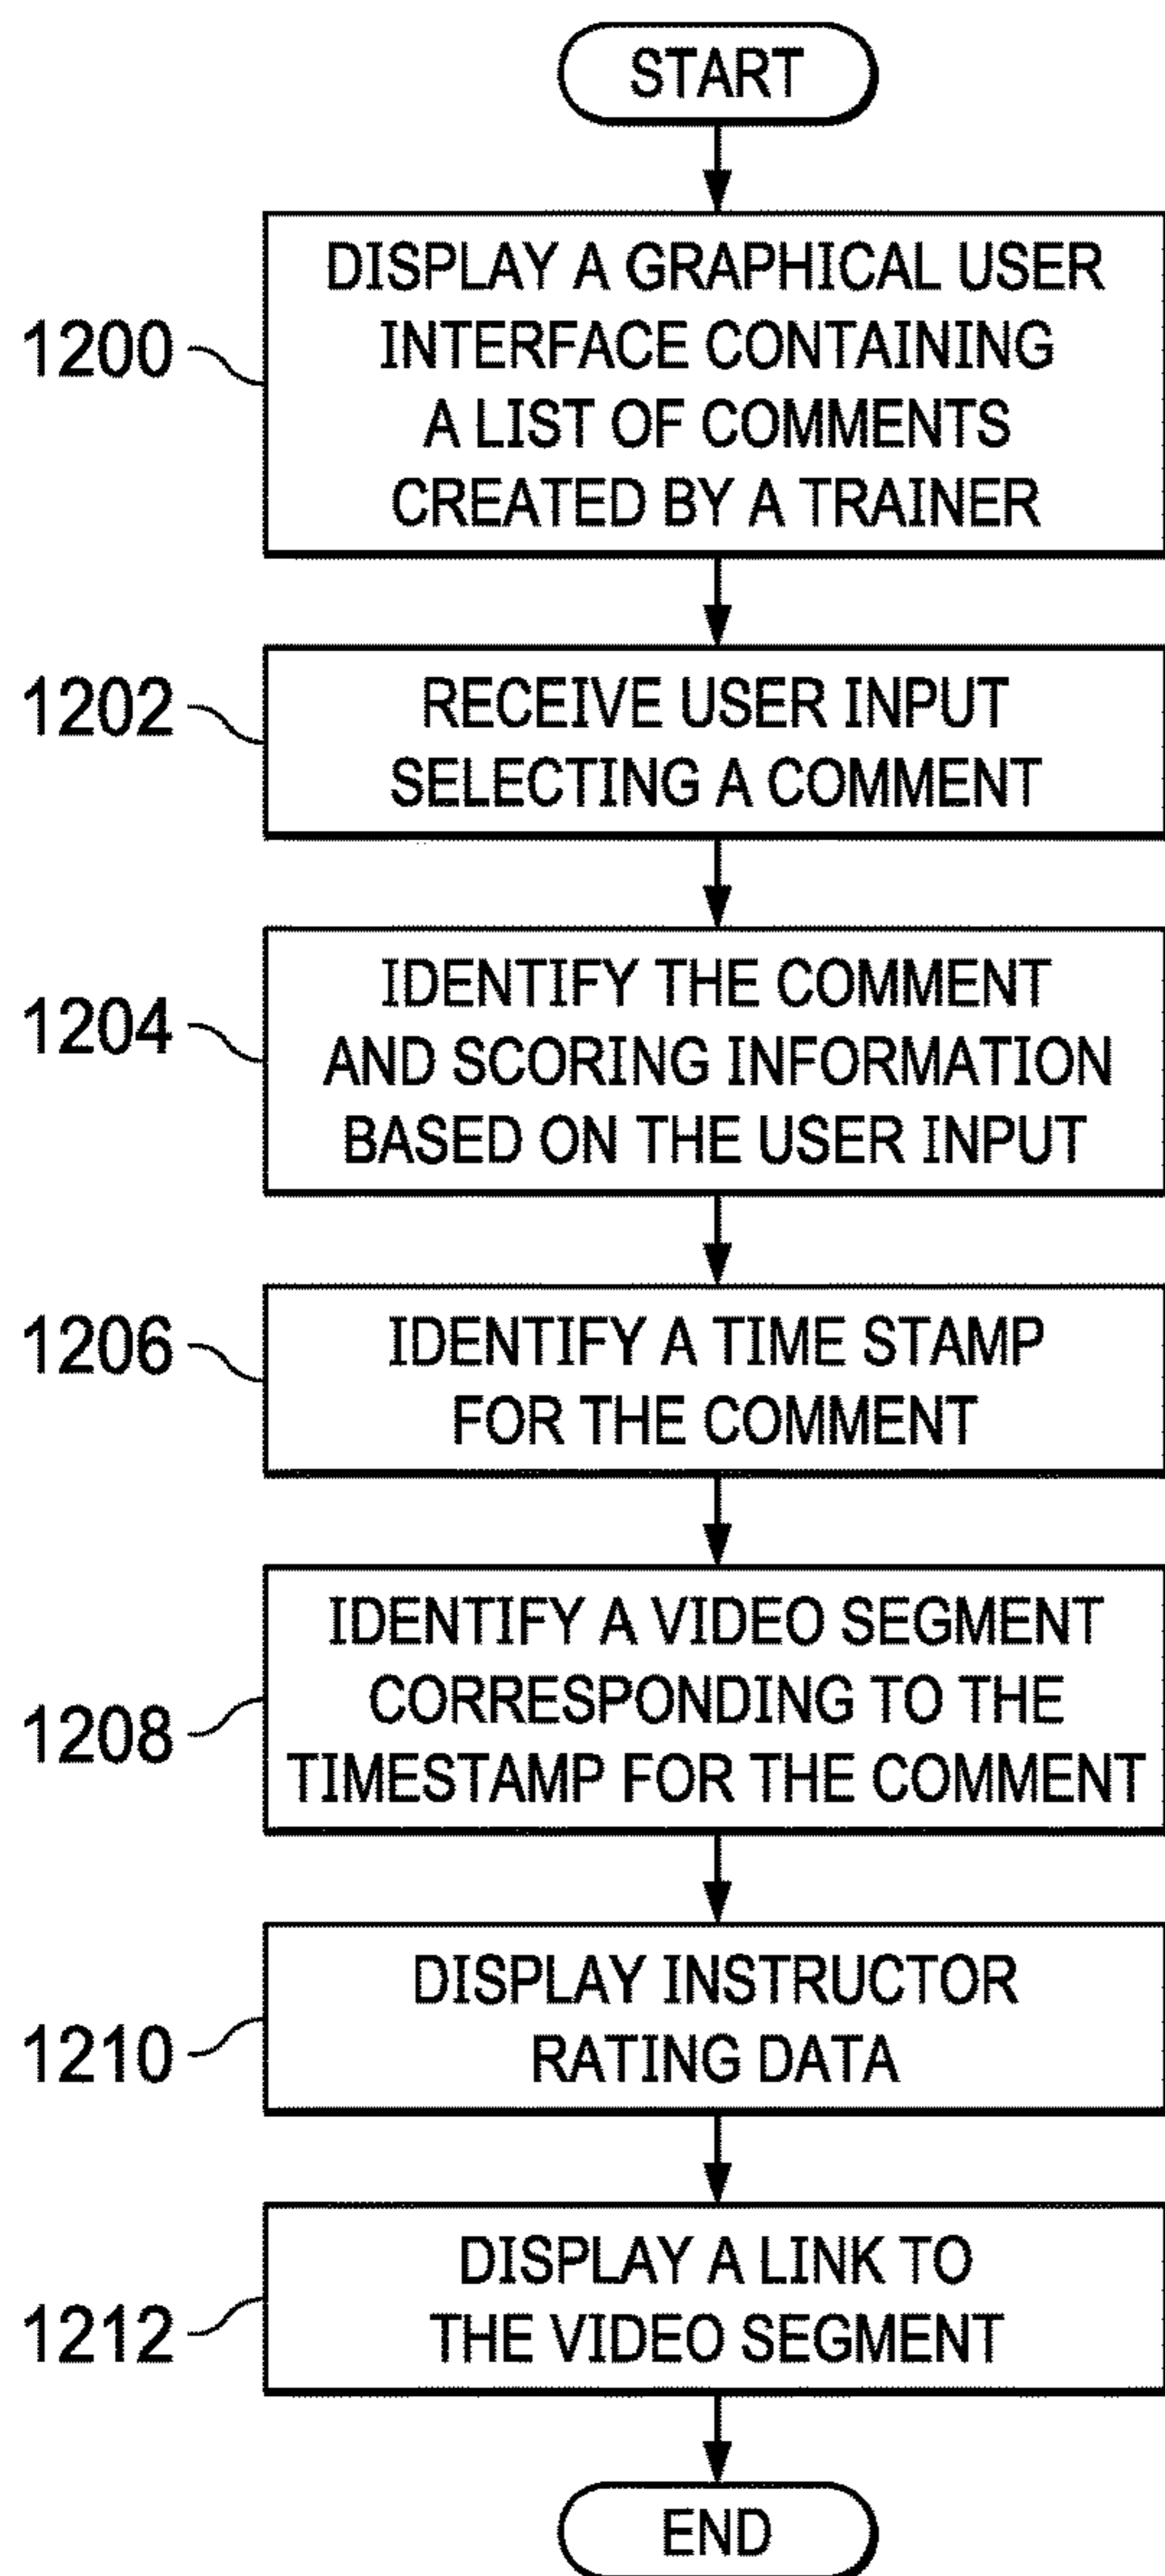 START
1200
DISPLAY A GRAPHICAL USER
INTERFACE CONTAINING
A LIST OF COMMENTS
CREATED BY A TRAINER
1202
RECEIVE USER INPUT
SELECTING A COMMENT
1204
IDENTIFY THE COMMENT
AND SCORING INFORMATION
BASED ON THE USER INPUT
1206
IDENTIFY A TIME STAMP
FOR THE COMMENT
1208
IDENTIFY A VIDEO SEGMENT
CORRESPONDING TO THE
TIMESTAMP FOR THE COMMENT
1210
DISPLAY INSTRUCTOR
RATING DATA
1212
DISPLAY A LINK TO
THE VIDEO SEGMENT
END